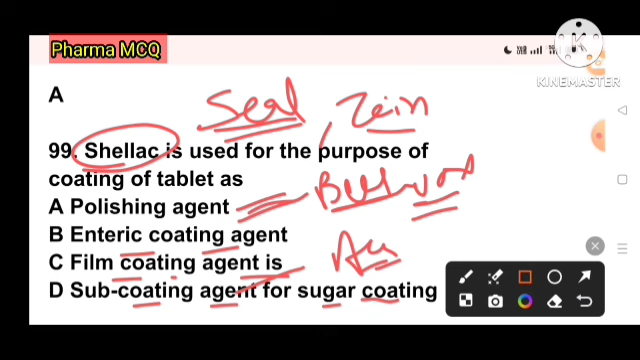 Pharma MCQ
KINEMASTER
A
Seal, Zein
99. Shellac is used for the purpose of
coating of tablet as
A Polishing agent
B Enteric coating agent
C Film coating agent is
D Sub-coating agent for sugar coating